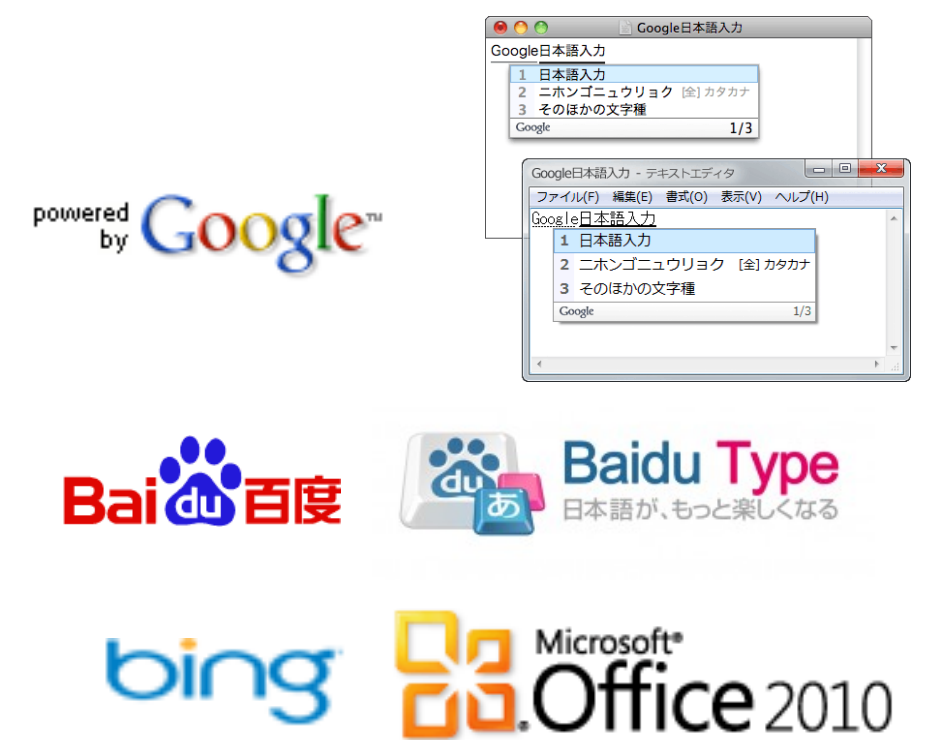 powered
by Google™
Google日本語入力
Google日本語入力
1 日本語入力
2 ニホンゴニュウリョク [全]カタカナ
3 そのほかの文字種
Google 1/3
Google日本語入力 - テキストエディタ
ファイル(F) 編集(E) 書式(O) 表示(V) ヘルプ(H)
Google日本語入力
1 日本語入力
2 ニホンゴニュウリョク [全]カタカナ
3 そのほかの文字種
Google 1/3
Baidu百度
du あ
Baidu Type
日本語が、もっと楽しくなる
bing
Microsoft®
Office 2010